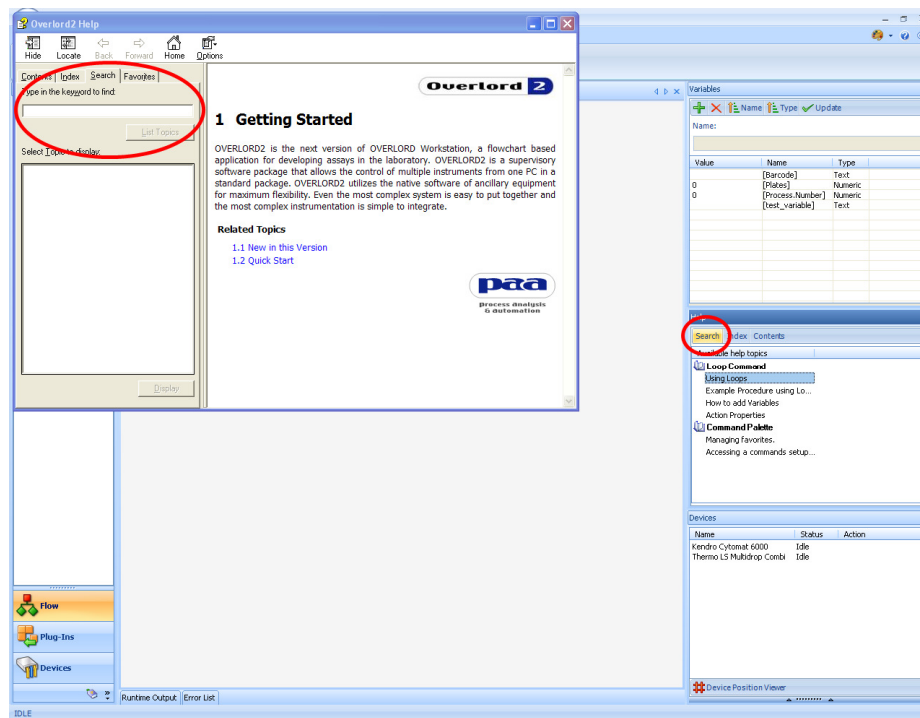 Overlord2 Help
Hide Locate Back Forward Home Options
Contents Index Search Favorites
Type in the keyword to find:
List Topics
Select Topic to display:
Display
Overlord 2
1 Getting Started
OVERLORD2 is the next version of OVERLORD Workstation, a flowchart based
application for developing assays in the laboratory. OVERLORD2 is a supervisory
software package that allows the control of multiple instruments from one PC in a
standard package. OVERLORD2 utilizes the native software of ancillary equipment
for maximum flexibility. Even the most complex system is easy to put together and
the most complex instrumentation is simple to integrate.
Related Topics
1.1 New in this Version
1.2 Quick Start
paa
process analysis
& automation
Variables
Name Type Update
Name:
Value Name Type
[Barcode] Text
0 [Plates] Numeric
0 [Process.Number] Numeric
[test_variable] Text
Help
Search Index Contents
Available help topics
Loop Command
Using Loops
Example Procedure using Lo...
How to add Variables
Action Properties
Command Palette
Managing favorites.
Accessing a commands setup...
Devices
Name Status Action
Kendro Cytomat 6000 Idle
Thermo LS Multidrop Combi Idle
Device Position Viewer
Flow
Plug-Ins
Devices
Runtime Output Error List
IDLE